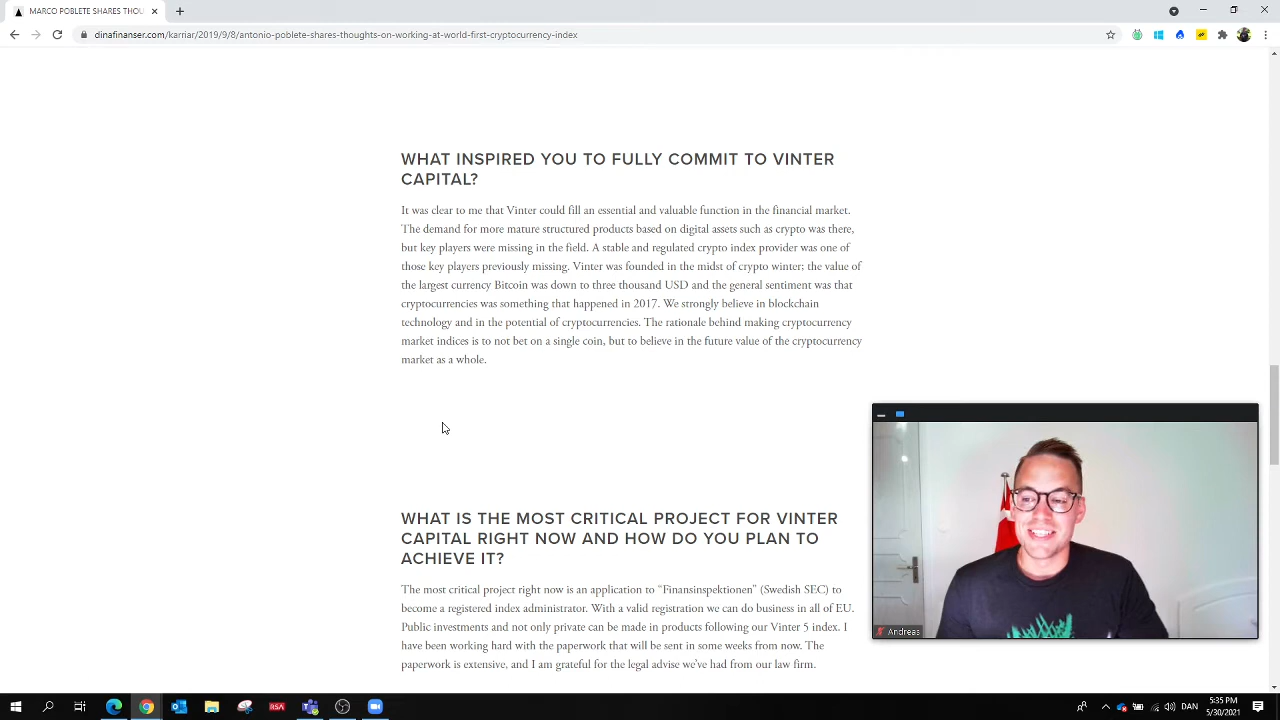 MARCO POBLETE SHARES THOU
dinafinanser.com/karriar/2019/9/8/antonio-poblete-shares-thoughts-on-working-at-world-first-cryptocurrency-index
WHAT INSPIRED YOU TO FULLY COMMIT TO VINTER
CAPITAL?
It was clear to me that Vinter could fill an essential and valuable function in the financial market.
The demand for more mature structured products based on digital assets such as crypto was there,
but key players were missing in the field. A stable and regulated crypto index provider was one of
those key players previously missing. Vinter was founded in the midst of crypto winter; the value of
the largest currency Bitcoin was down to three thousand USD and the general sentiment was that
cryptocurrencies was something that happened in 2017. We strongly believe in blockchain
technology and in the potential of cryptocurrencies. The rationale behind making cryptocurrency
market indices is to not bet on a single coin, but to believe in the future value of the cryptocurrency
market as a whole.
WHAT IS THE MOST CRITICAL PROJECT FOR VINTER
CAPITAL RIGHT NOW AND HOW DO YOU PLAN TO
ACHIEVE IT?
The most critical project right now is an application to “Finansinspektionen” (Swedish SEC) to
become a registered index administrator. With a valid registration we can do business in all of EU.
Public investments and not only private can be made in products following our Vinter 5 index. I
have been working hard with the paperwork that will be sent in some weeks from now. The
paperwork is extensive, and I am grateful for the legal advise we’ve had from our law firm.
Andreas
RSA
DAN
5:35 PM
5/30/2021